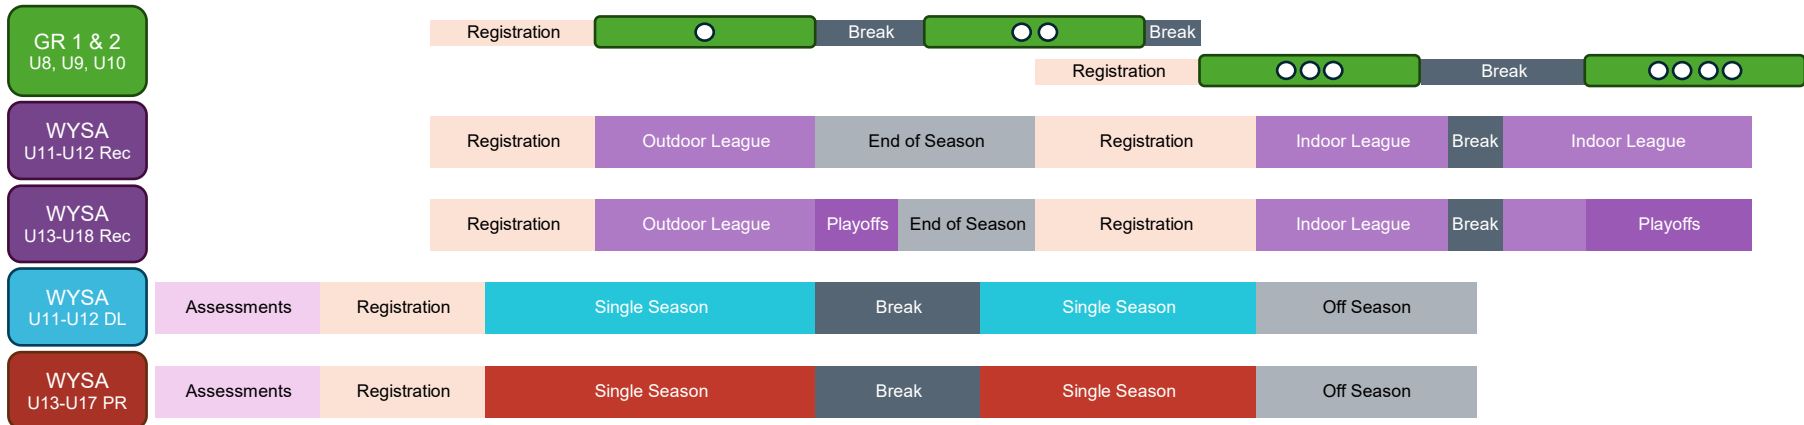 GR 1 & 2
U8, U9, U10
Registration
Break
Break
Registration
Break
WYSA
U11-U12 Rec
Registration
Outdoor League
End of Season
Registration
Indoor League
Break
Indoor League
WYSA
U13-U18 Rec
Registration
Outdoor League
Playoffs
End of Season
Registration
Indoor League
Break
Playoffs
WYSA
U11-U12 DL
Assessments
Registration
Single Season
Break
Single Season
Off Season
WYSA
U13-U17 PR
Assessments
Registration
Single Season
Break
Single Season
Off Season